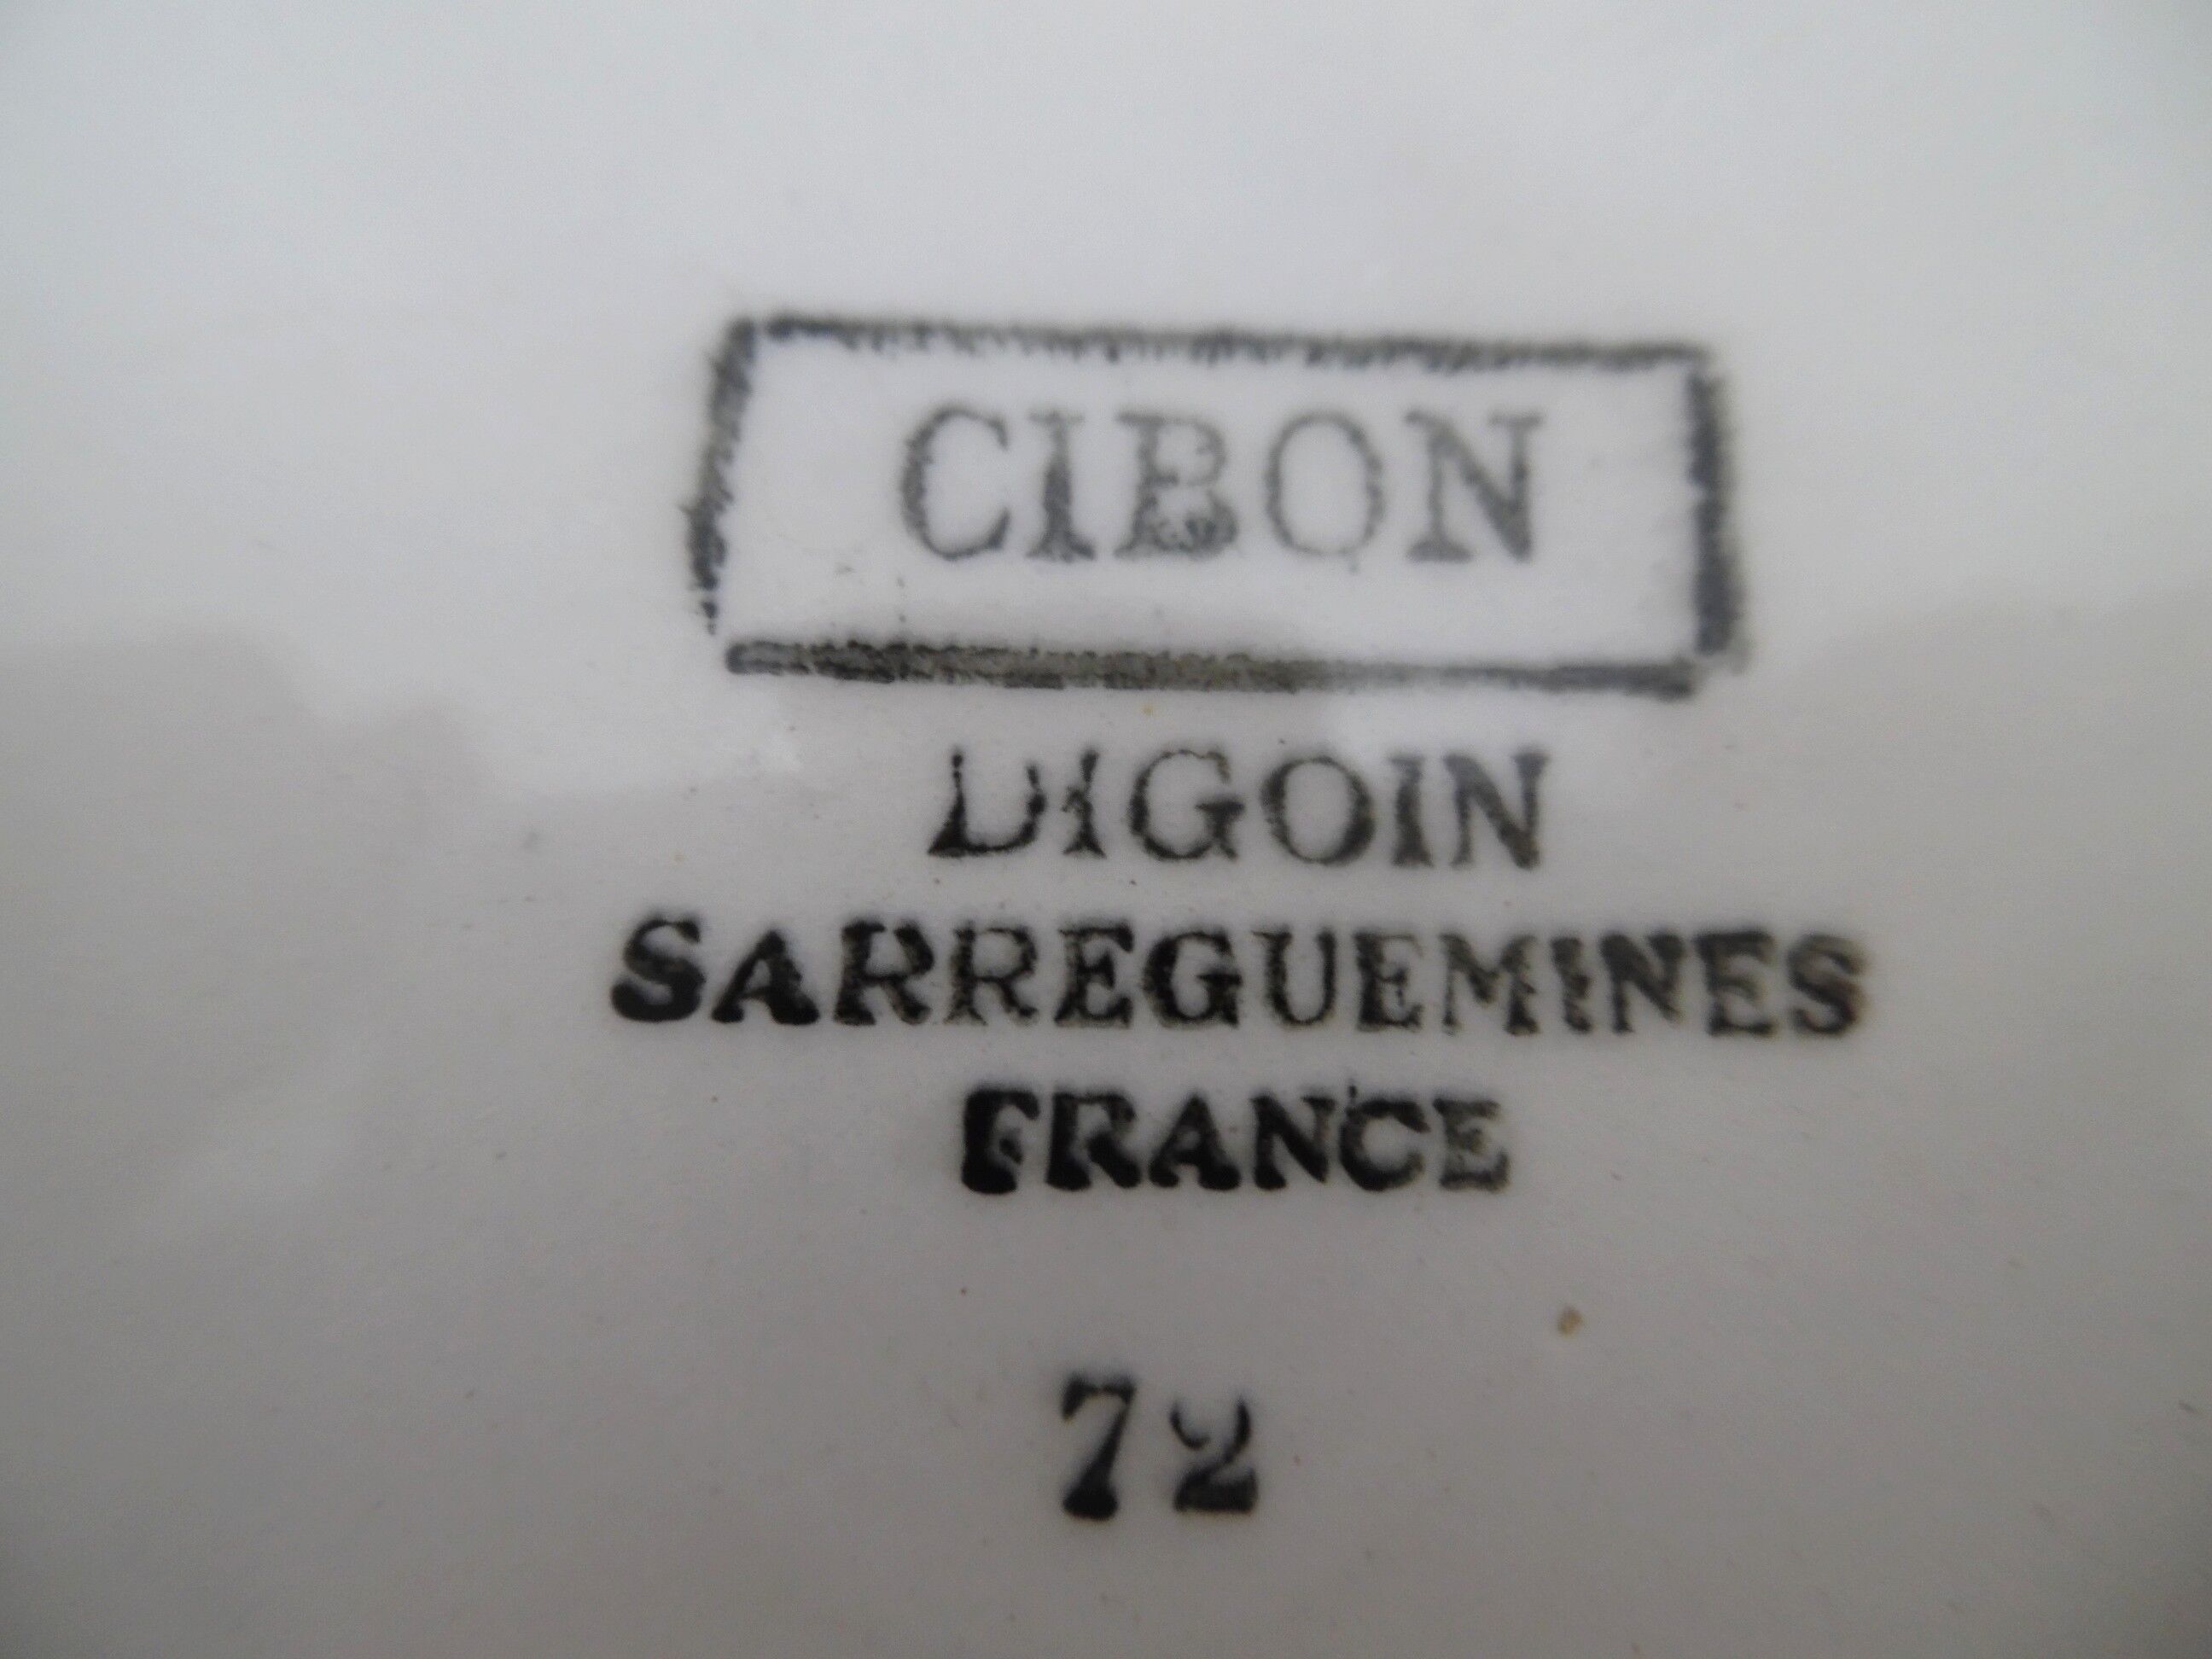 CIBON
DIGOIN
SARREGUEMINES
FRANCE
72